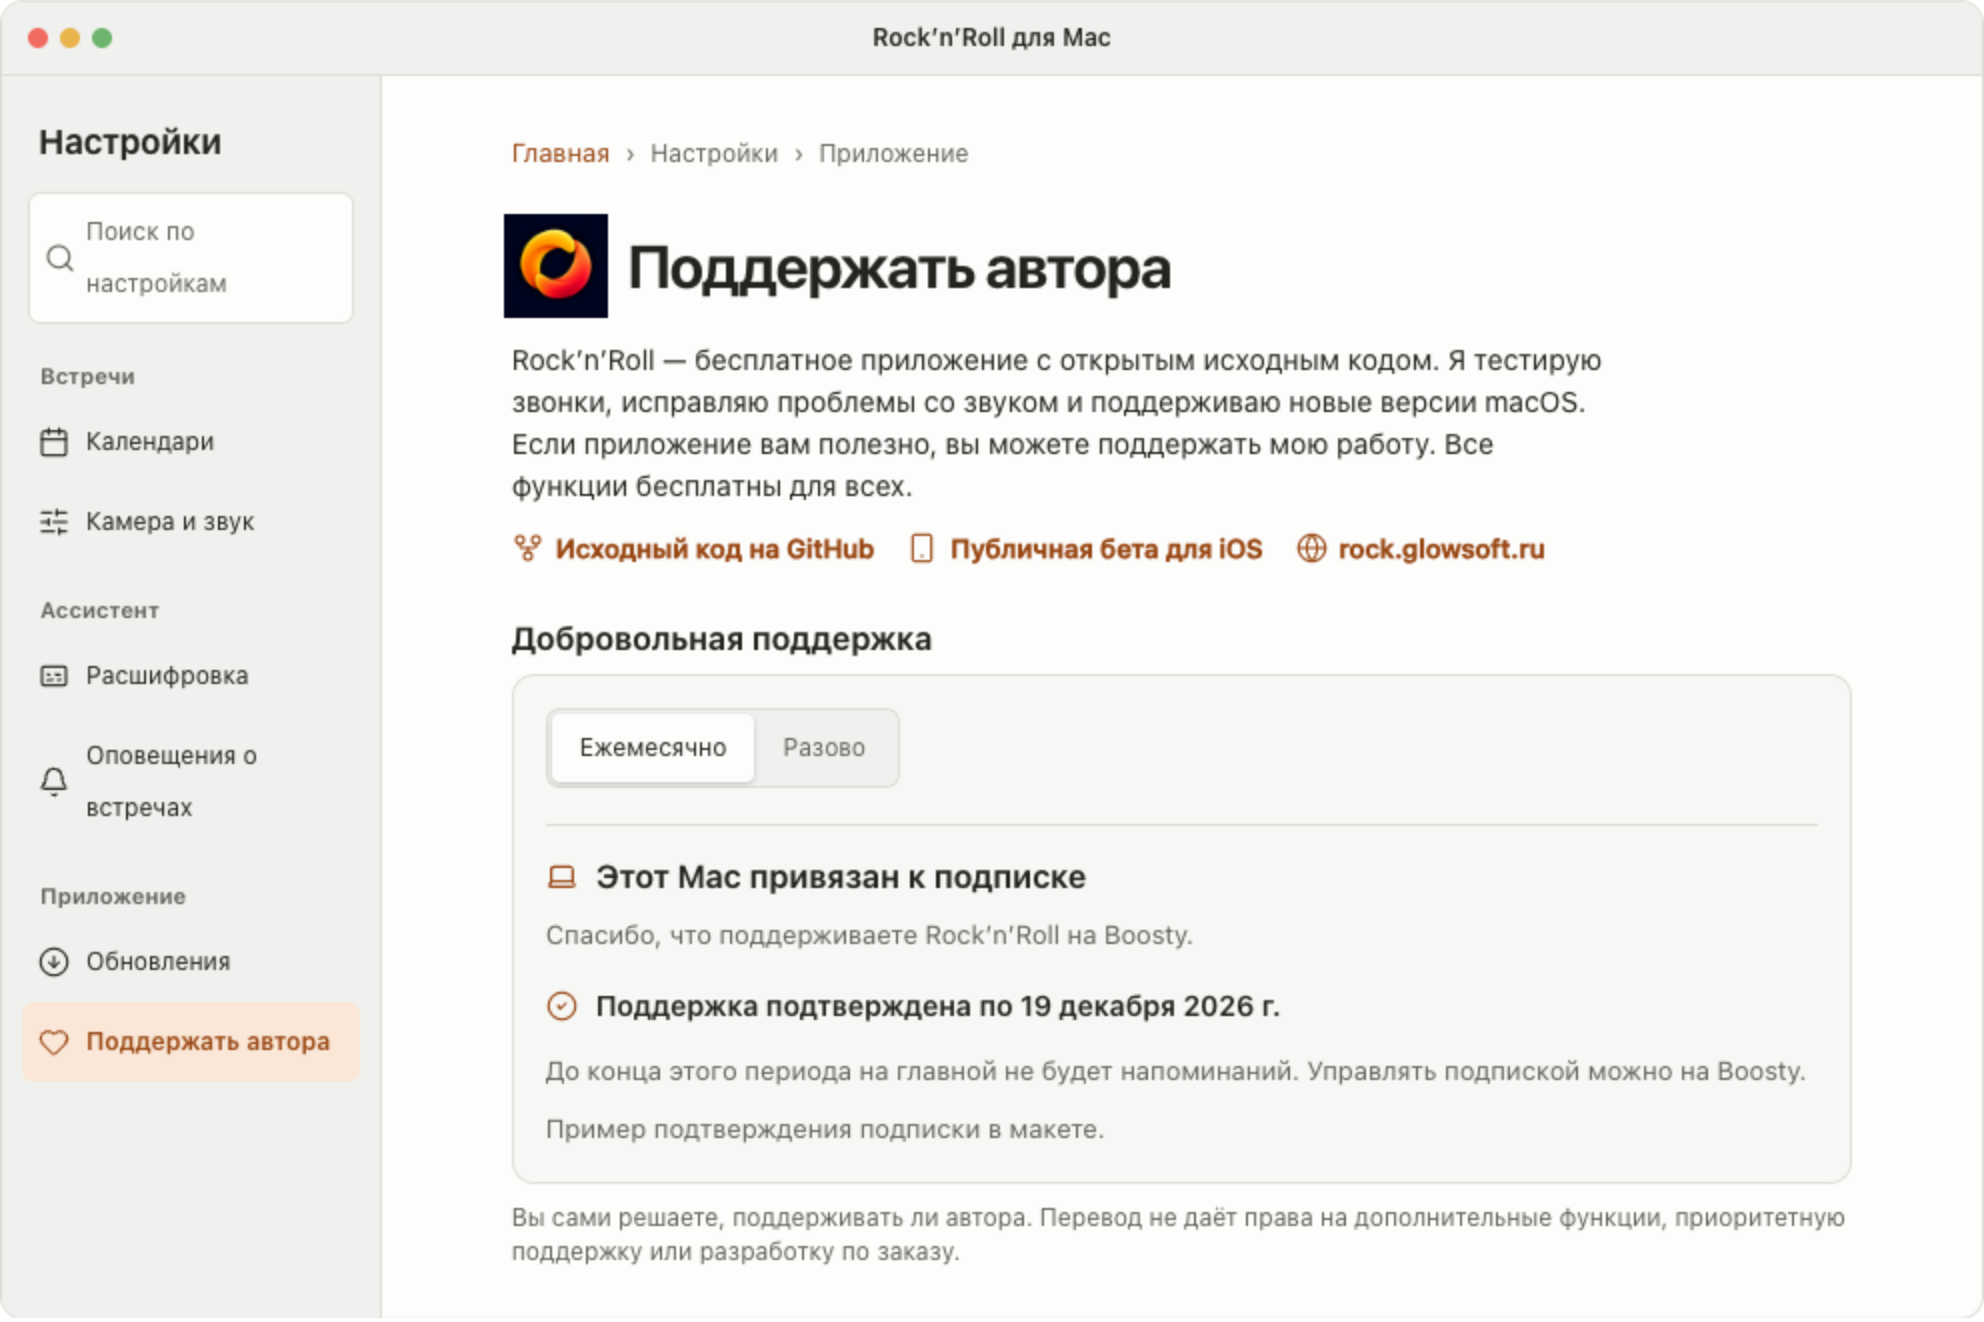 Rock’n’Roll для Mac
Настройки
Поиск по
настройкам
Встречи
Календари
Камера и звук
Ассистент
Расшифровка
Оповещения о
встречах
Приложение
Обновления
Поддержать автора
Главная › Настройки › Приложение
Поддержать автора
Rock’n’Roll — бесплатное приложение с открытым исходным кодом. Я тестирую
звонки, исправляю проблемы со звуком и поддерживаю новые версии macOS.
Если приложение вам полезно, вы можете поддержать мою работу. Все
функции бесплатны для всех.
Исходный код на GitHub Публичная бета для iOS rock.glowsoft.ru
Добровольная поддержка
Ежемесячно Разово
Этот Mac привязан к подписке
Спасибо, что поддерживаете Rock’n’Roll на Boosty.
Поддержка подтверждена по 19 декабря 2026 г.
До конца этого периода на главной не будет напоминаний. Управлять подпиской можно на Boosty.
Пример подтверждения подписки в макете.
Вы сами решаете, поддерживать ли автора. Перевод не даёт права на дополнительные функции, приоритетную
поддержку или разработку по заказу.